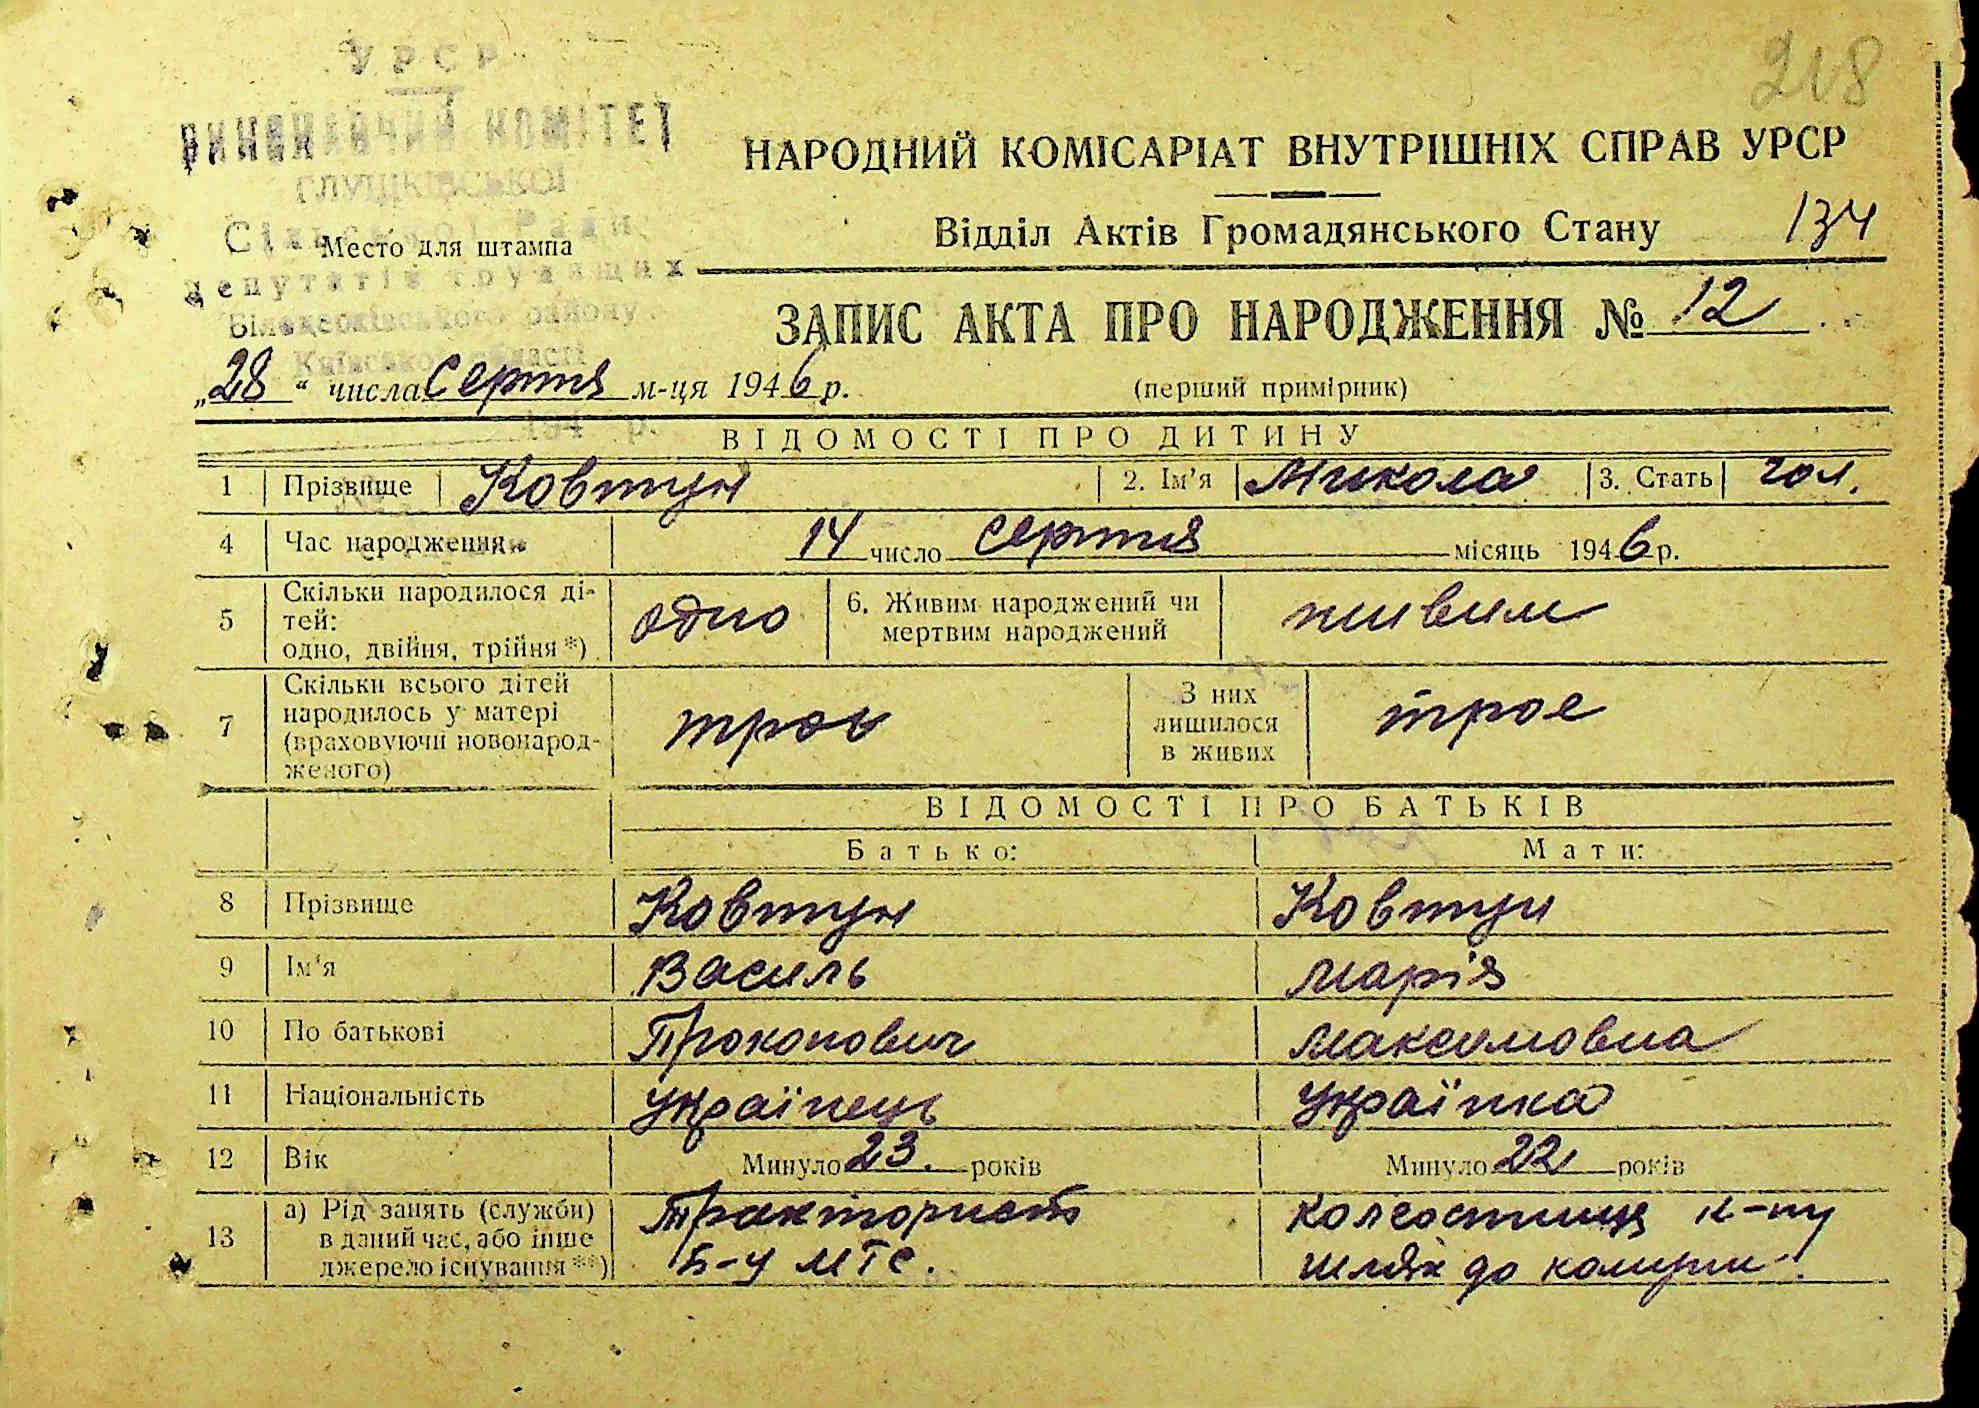 218
УРСР
ВИКОНАВЧИЙ КОМІТЕТ
Сільської Ради
депутатів трудящих
району
Київської області
194 р.
Место для штампа
НАРОДНИЙ КОМІСАРІАТ ВНУТРІШНІХ СПРАВ УРСР
Відділ Актів Громадянського Стану 134
ЗАПИС АКТА ПРО НАРОДЖЕННЯ № 12
„28“ числа Серпня м-ця 1946 р.
(перший примірник)
ВІДОМОСТІ ПРО ДИТИНУ
1 Прізвище Ковтун 2. Ім'я Микола 3. Стать чол.
4 Час народження 14 число серпня місяць 1946 р.
5 Скільки народилося ді-
тей:
одно, двійня, трійня*) одно
6. Живим народжений чи
мертвим народжений живим
7 Скільки всього дітей
народилось у матері
(враховуючи новонарод-
женого) троє
З них
лишилося
в живих троє
ВІДОМОСТІ ПРО БАТЬКІВ
Батько: Мати:
8 Прізвище Ковтун Ковтун
9 Ім'я Василь Марія
10 По батькові Прокопович Максимовна
11 Національність Українець Українка
12 Вік Минуло 23. років Минуло 22 років
13 а) Рід занять (служби)
в даний час, або інше
джерело існування**)
Тракторист
Б-у МТС.
колгоспниця к-пу
шлях до комуни